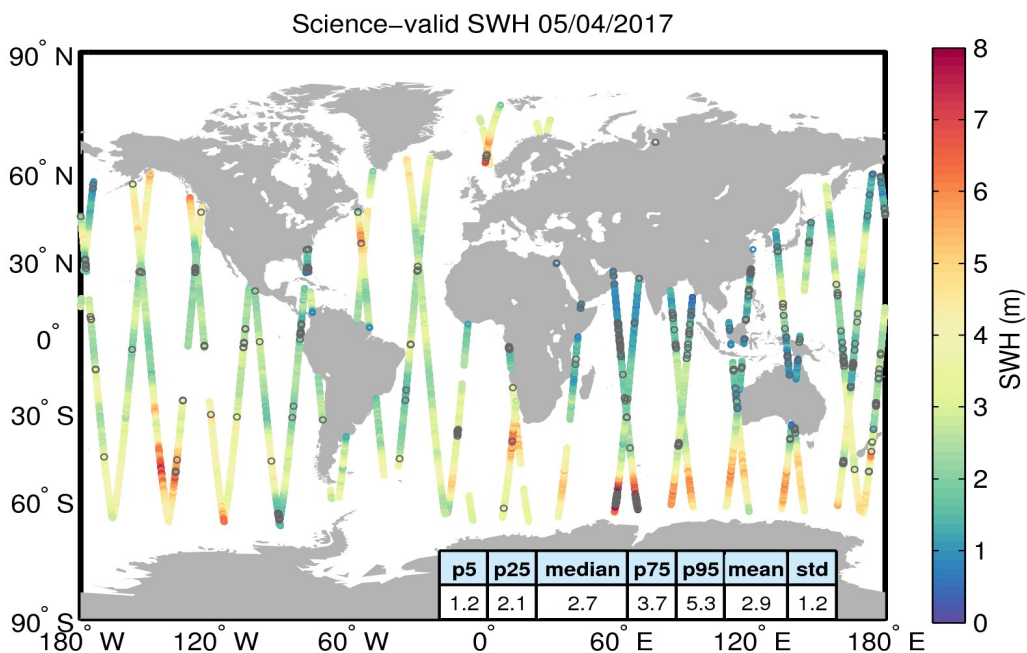 Science−valid SWH 05/04/2017
90° N
60° N
30° N
0°
30° S
60° S
90° S
180° W
120° W
60° W
0°
60° E
120° E
180° E
8
7
6
5
4
3
2
1
0
SWH (m)
p5 p25 median p75 p95 mean std
1.2 2.1 2.7 3.7 5.3 2.9 1.2